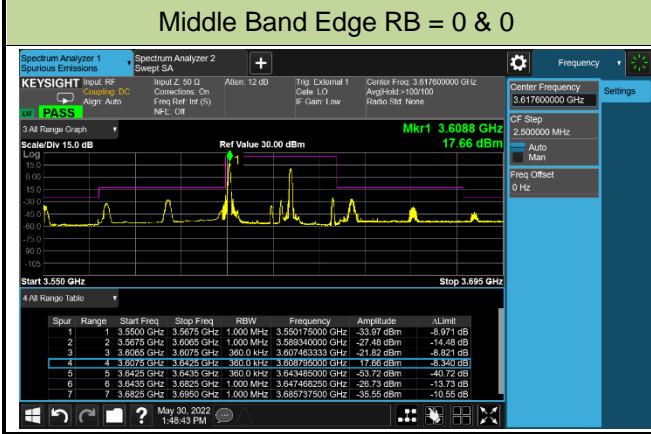 Middle Band Edge RB = 0 & 0
Spectrum Analyzer 1
Spurious Emissions
Spectrum Analyzer 2
Swept SA
Frequency
KEYSIGHT
Input: RF
Coupling: DC
Align: Auto
Input Z: 50 Ω
Corrections: On
Freq Ref: Int (S)
NFE: Off
Atten: 12 dB
Trig: External 1
Gate: LO
IF Gain: Low
Center Freq: 3.617600000 GHz
Avg|Hold:>100/100
Radio Std: None
LXI PASS
Center Frequency
3.617600000 GHz
Settings
CF Step
2.500000 MHz
Auto
Man
Freq Offset
0 Hz
3 All Range Graph
Mkr1 3.6088 GHz
Scale/Div 15.0 dB
Ref Value 30.00 dBm
17.66 dBm
Log
15.0
0.00
-15.0
-30.0
-45.0
-60.0
-75.0
-90.0
-105
1
Start 3.550 GHz
Stop 3.695 GHz
4 All Range Table
Spur Range Start Freq Stop Freq RBW Frequency Amplitude ΔLimit
1 1 3.5500 GHz 3.5675 GHz 1.000 MHz 3.550175000 GHz -33.97 dBm -8.971 dB
2 2 3.5675 GHz 3.6065 GHz 1.000 MHz 3.589340000 GHz -27.48 dBm -14.48 dB
3 3 3.6065 GHz 3.6075 GHz 360.0 kHz 3.607463333 GHz -21.82 dBm -8.821 dB
4 4 3.6075 GHz 3.6425 GHz 360.0 kHz 3.608795000 GHz 17.66 dBm -8.340 dB
5 5 3.6425 GHz 3.6435 GHz 360.0 kHz 3.643485000 GHz -53.72 dBm -40.72 dB
6 6 3.6435 GHz 3.6825 GHz 1.000 MHz 3.647468250 GHz -26.73 dBm -13.73 dB
7 7 3.6825 GHz 3.6950 GHz 1.000 MHz 3.685737500 GHz -35.55 dBm -10.55 dB
May 30, 2022
1:48:43 PM